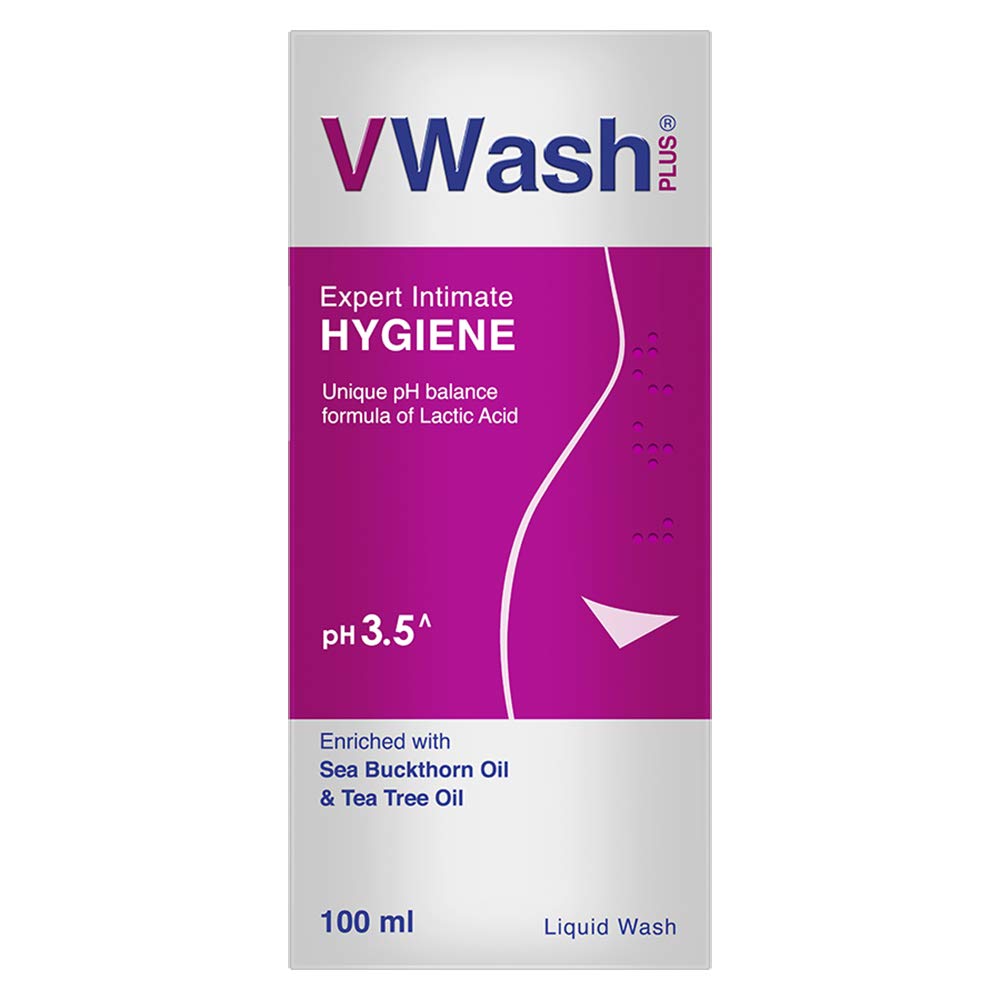 VWash PLUS®
Expert Intimate
HYGIENE
Unique pH balance
formula of Lactic Acid
pH 3.5^
Enriched with
Sea Buckthorn Oil
& Tea Tree Oil
100 ml
Liquid Wash